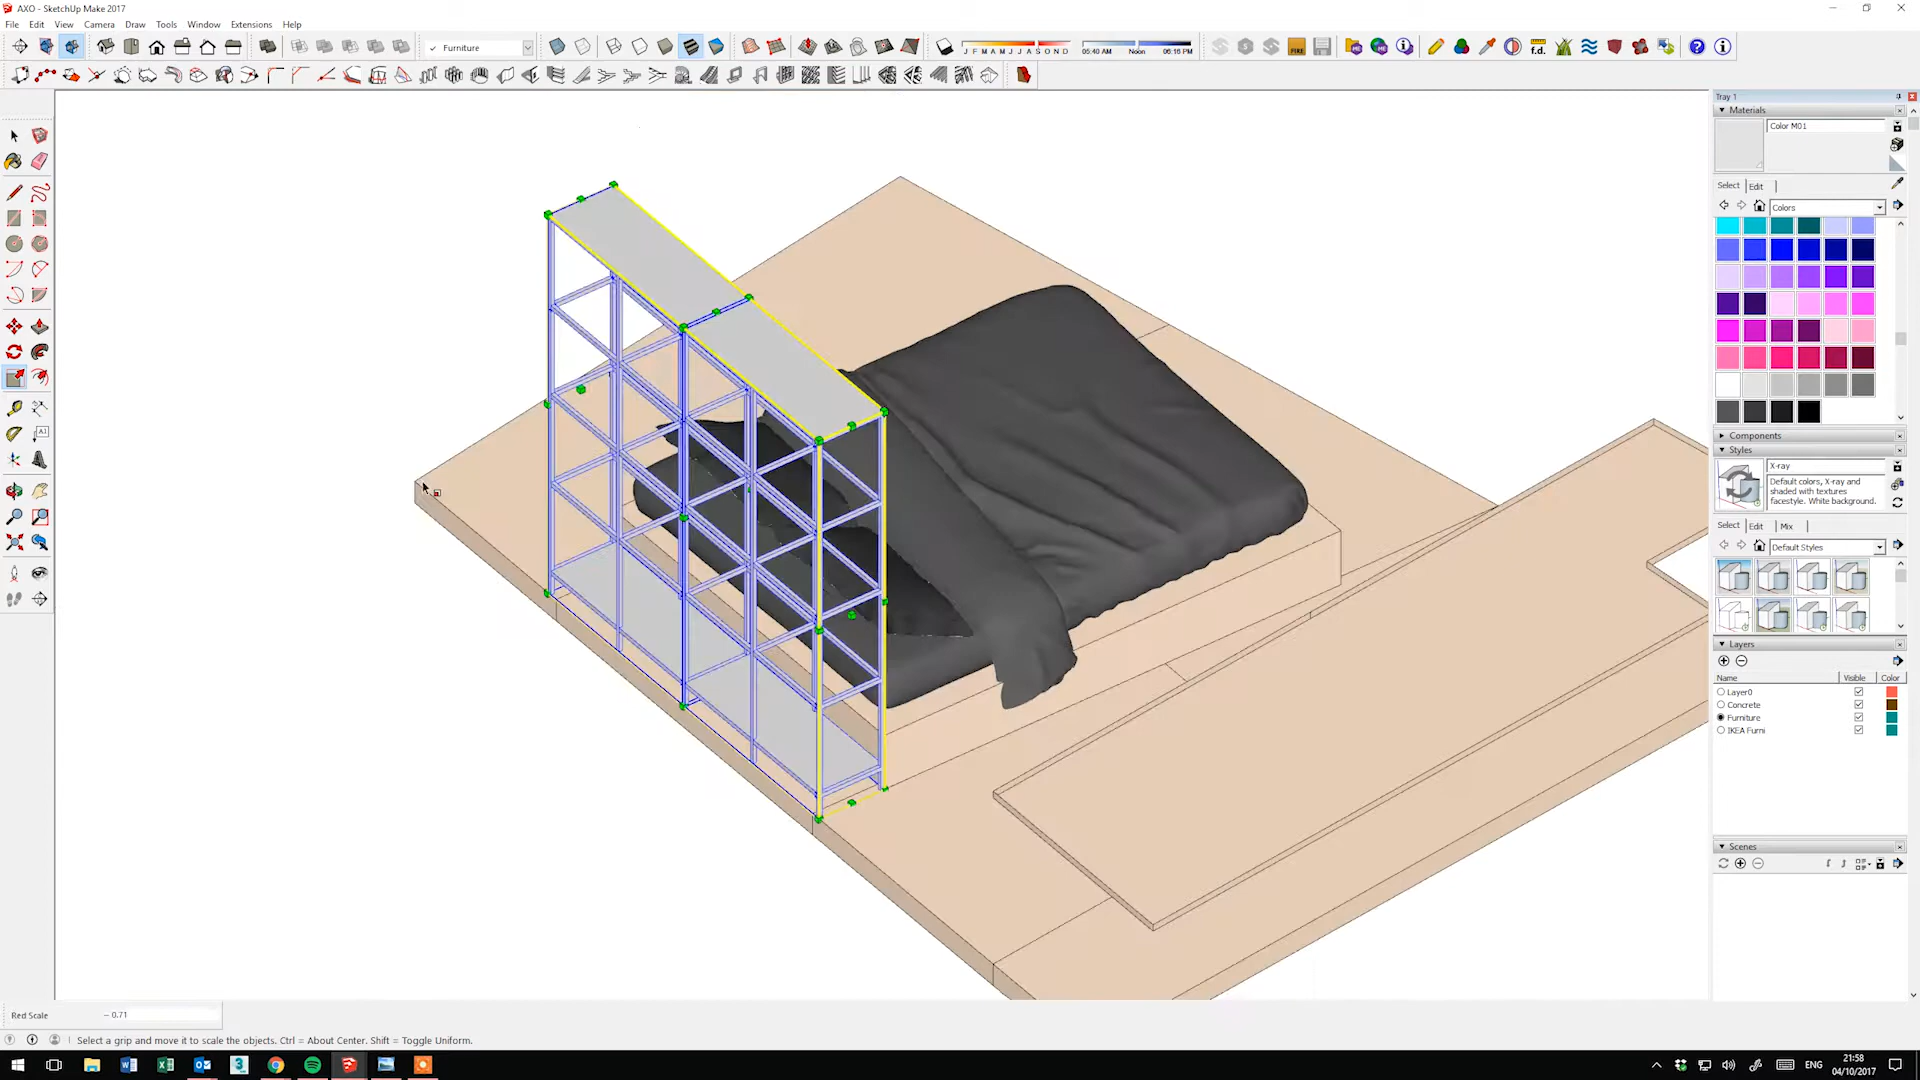 AXO - SketchUp Make 2017
File Edit View Camera Draw Tools Window Extensions Help
Furniture
J F M A M J J A S O N D
05:40 AM Noon 06:16 PM
f.d.
Tray 1
Materials
Color M01
Select Edit
Colors
A1
Components
Styles
X-ray
Default colors, X-ray and
shaded with textures
facestyle. White background.
Select Edit Mix
Default Styles
Layers
Name Visible Color
Layer0
Concrete
Furniture
IKEA Furni
Scenes
Red Scale ~ 0.71
Select a grip and move it to scale the objects. Ctrl = About Center. Shift = Toggle Uniform.
ENG
21:58
04/10/2017